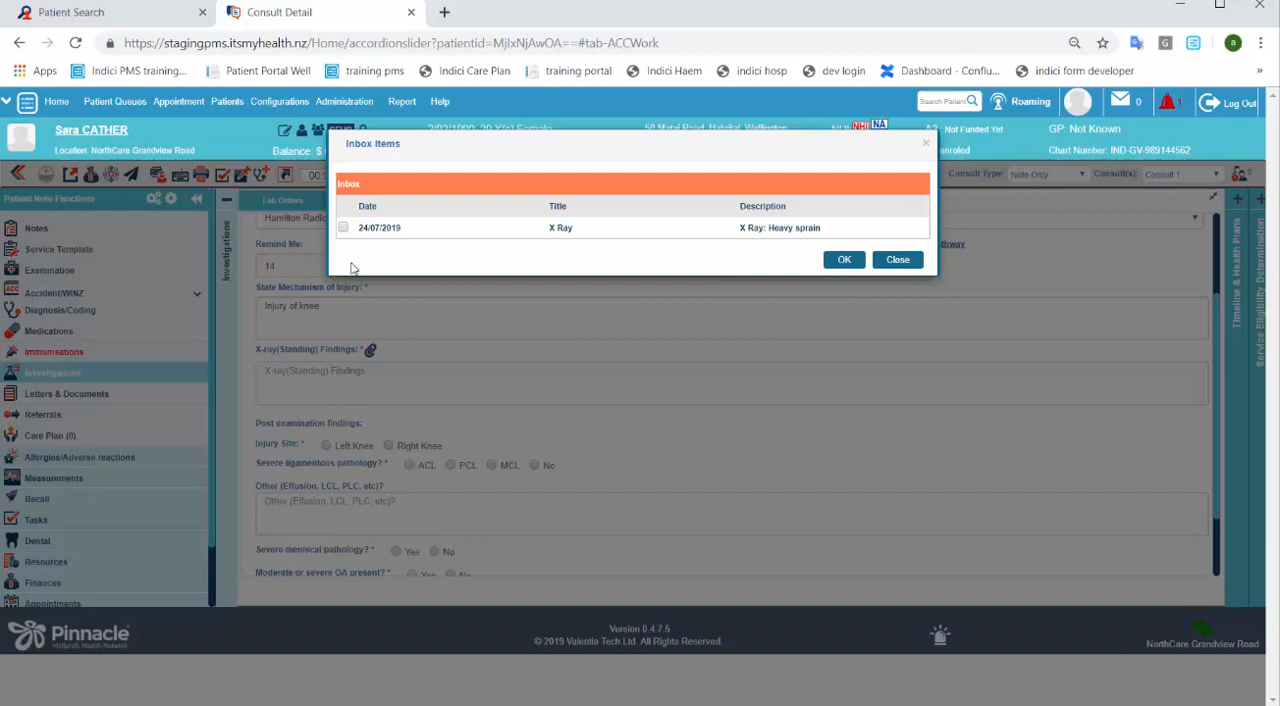 Patient Search
Consult Detail
https://stagingpms.itsmyhealth.nz/Home/accordionslider?patientid=MjIxNjAwOA==#tab-ACCWork
Apps
Indici PMS training...
Patient Portal Well
training pms
Indici Care Plan
training portal
Indici Haem
indici hosp
dev login
Dashboard - Conflu...
indici form developer
Home
Patient Queues
Appointment
Patients
Configurations
Administration
Report
Help
Search Patient
Roaming
0
1
Log Out
Sara CATHER
Location NorthCare Grandview Road
Balance: $
NHI
NA
Not Funded Yet
GP: Not Known
Chart Number: IND-GV-989144562
Consult Type:
Note Only
Consult(s):
Consult 1
Patient Note Functions
Notes
Service Template
Examination
ACC
Accident/WINZ
Diagnosis/Coding
Medications
Immunisations
Investigations
Letters & Documents
Referrals
Care Plan (0)
Allergies/Adverse reactions
Measurements
Recall
Tasks
Dental
Resources
Finances
Appointments
Investigations
Lab Orders
Remind Me:
14
State Mechanism of Injury: *
Injury of knee
X-ray(Standing) Findings: *
X-ray(Standing) Findings
Post examination findings:
Injury Site: *
Left Knee
Right Knee
Severe ligamentous pathology? *
ACL
PCL
MCL
No
Other (Effusion, LCL, PLC, etc)?
Other (Effusion, LCL, PLC, etc)?
Severe meniscal pathology? *
Yes
No
Moderate or severe OA present? *
Yes
No
Inbox Items
Inbox
Date
Title
Description
24/07/2019
X Ray
X Ray: Heavy sprain
OK
Close
Timeline & Health Plans
Service Eligibility Determination
Pinnacle
Midlands Health Network
Version 0.4.7.5
© 2019 Valentia Tech Ltd. All Rights Reserved.
NorthCare Grandview Road